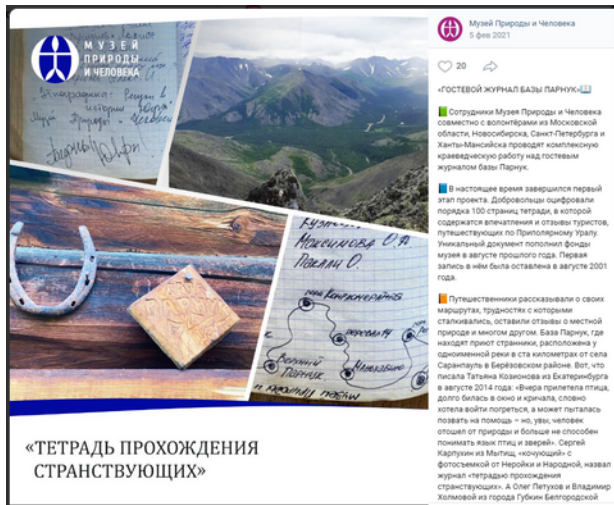 МУЗЕЙ
ПРИРОДЫ
И ЧЕЛОВЕКА
истории
Музей Природы и Человека
Кузне
Максимова О.
перевалы
Верхний
Парнук
«ТЕТРАДЬ ПРОХОЖДЕНИЯ
СТРАНСТВУЮЩИХ»
Музей Природы и Человека
5 фев 2021
20
«ГОСТЕВОЙ ЖУРНАЛ БАЗЫ ПАРНУК»
Сотрудники Музея Природы и Человека
совместно с волонтёрами из Московской
области, Новосибирска, Санкт-Петербурга и
Ханты-Мансийска проводят комплексную
краеведческую работу над гостевым
журналом базы Парнук.
В настоящее время завершился первый
этап проекта. Добровольцы оцифровали
порядка 100 страниц тетради, в которой
содержатся впечатления и отзывы туристов,
путешествующих по Приполярному Уралу.
Уникальный документ пополнил фонды
музея в августе прошлого года. Первая
запись в нём была оставлена в августе 2001
года.
Путешественники рассказывали о своих
маршрутах, трудностях с которыми
сталкивались, оставили отзывы о местной
природе и многом другом. База Парнук, где
находят приют странники, расположена у
одноименной реки в ста километрах от села
Саранпауль в Берёзовском районе. Вот, что
писала Татьяна Козионова из Екатеринбурга
в августе 2014 года: «Вчера прилетела птица,
долго билась в окно и кричала, словно
хотела войти погреться, а может пыталась
позвать на помощь – но, увы, человек
отошел от природы и больше не способен
понимать язык птиц и зверей». Сергей
Карпухин из Мытищ, «кочующий» с
фотосъемкой от Неройки и Народной, назвал
журнал «тетрадью прохождения
странствующих». А Олег Петухов и Владимир
Холмовой из города Губкин Белгородской